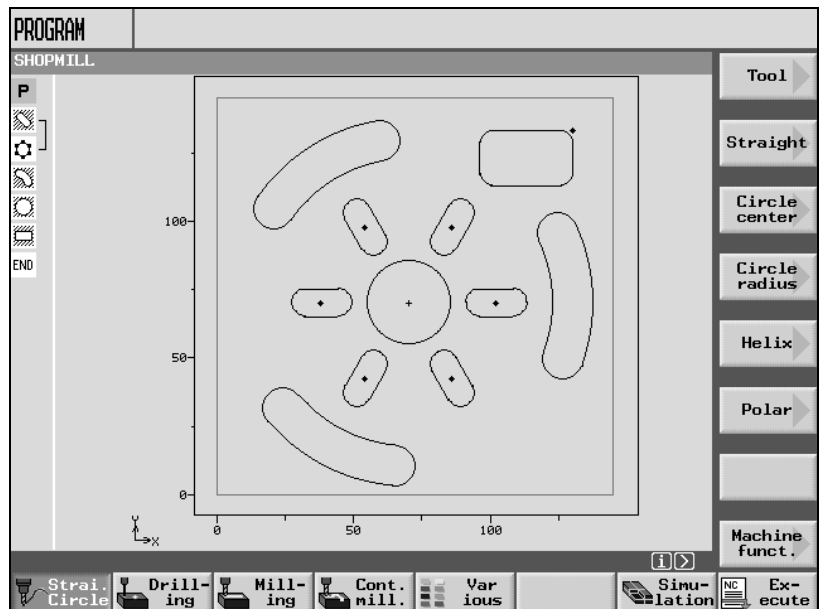 PROGRAM
SHOPMILL
P
END
100
50
0
Y
X
0
50
100
Tool
Straight
Circle
center
Circle
radius
Helix
Polar
Machine
funct.
i
Strai.
Circle
Drill-
ing
Mill-
ing
Cont.
mill.
Var
ious
Simu-
lation
NC
Ex-
ecute